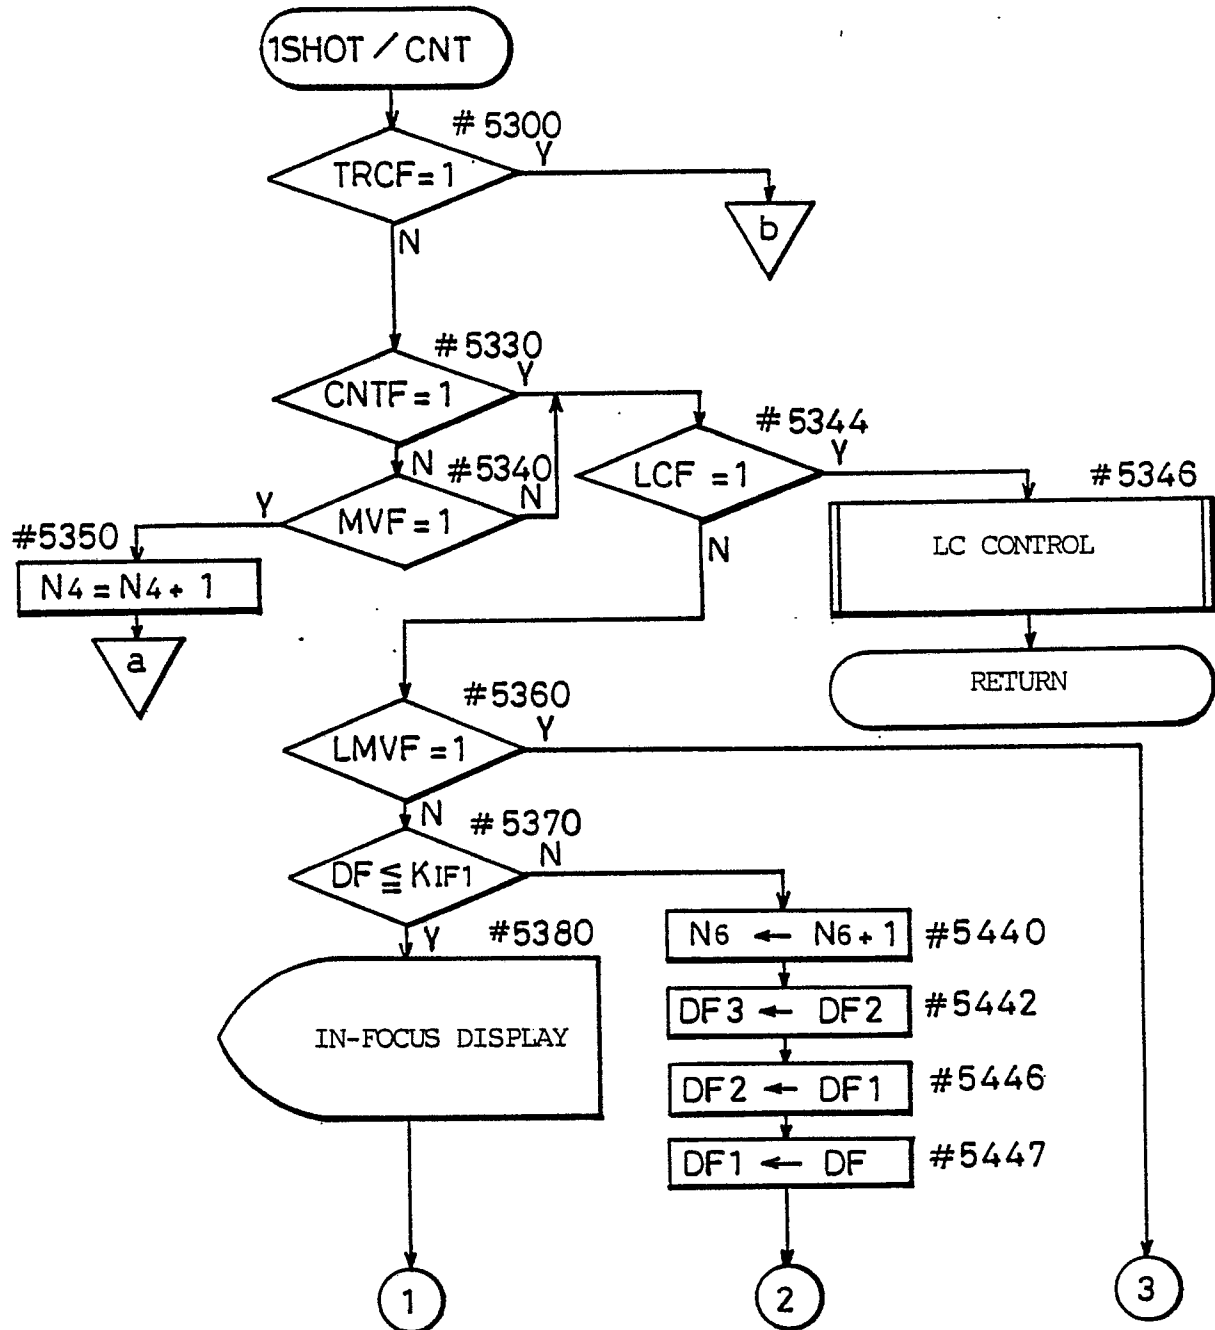 1SHOT / CNT
#5300
Y
TRCF=1
b
N
#5330
Y
CNTF=1
#5344
Y
N
#5340
N
LCF =1
#5346
Y
MVF=1
#5350
N
LC CONTROL
N4=N4+ 1
a
RETURN
#5360
Y
LMVF=1
N
#5370
N
DF≦KIF1
Y
#5380
N6 ← N6+1
#5440
DF3 ← DF2
#5442
IN-FOCUS DISPLAY
DF2 ← DF1
#5446
DF1 ← DF
#5447
1
2
3